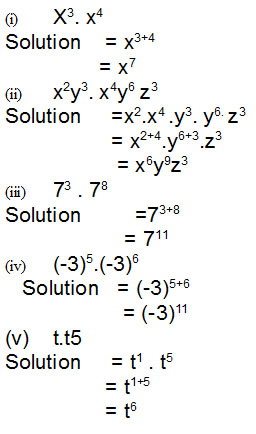 (i) X³. x⁴
Solution = x³⁺⁴
= x⁷
(ii) x²y³. x⁴y⁶ z³
Solution =x².x⁴.y³. y⁶· z³
= x²⁺⁴.y⁶⁺³.z³
= x⁶y⁹z³
(iii) 7³ . 7⁸
Solution =7³⁺⁸
= 7¹¹
(iv) (-3)⁵.(-3)⁶
Solution = (-3)⁵⁺⁶
= (-3)¹¹
(v) t.t5
Solution = t¹ . t⁵
= t¹⁺⁵
= t⁶